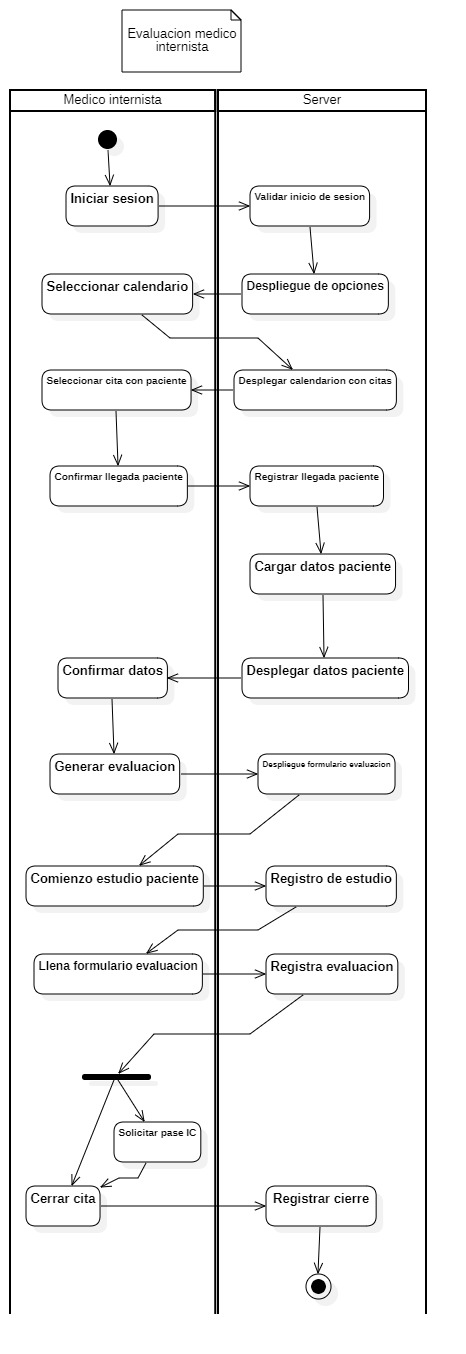 Evaluacion medico
internista
Medico internista
Server
Iniciar sesion
Validar inicio de sesion
Seleccionar calendario
Despliegue de opciones
Seleccionar cita con paciente
Desplegar calendarion con citas
Confirmar llegada paciente
Registrar llegada paciente
Cargar datos paciente
Confirmar datos
Desplegar datos paciente
Generar evaluacion
Despliegue formulario evaluacion
Comienzo estudio paciente
Registro de estudio
Llena formulario evaluacion
Registra evaluacion
Solicitar pase IC
Cerrar cita
Registrar cierre